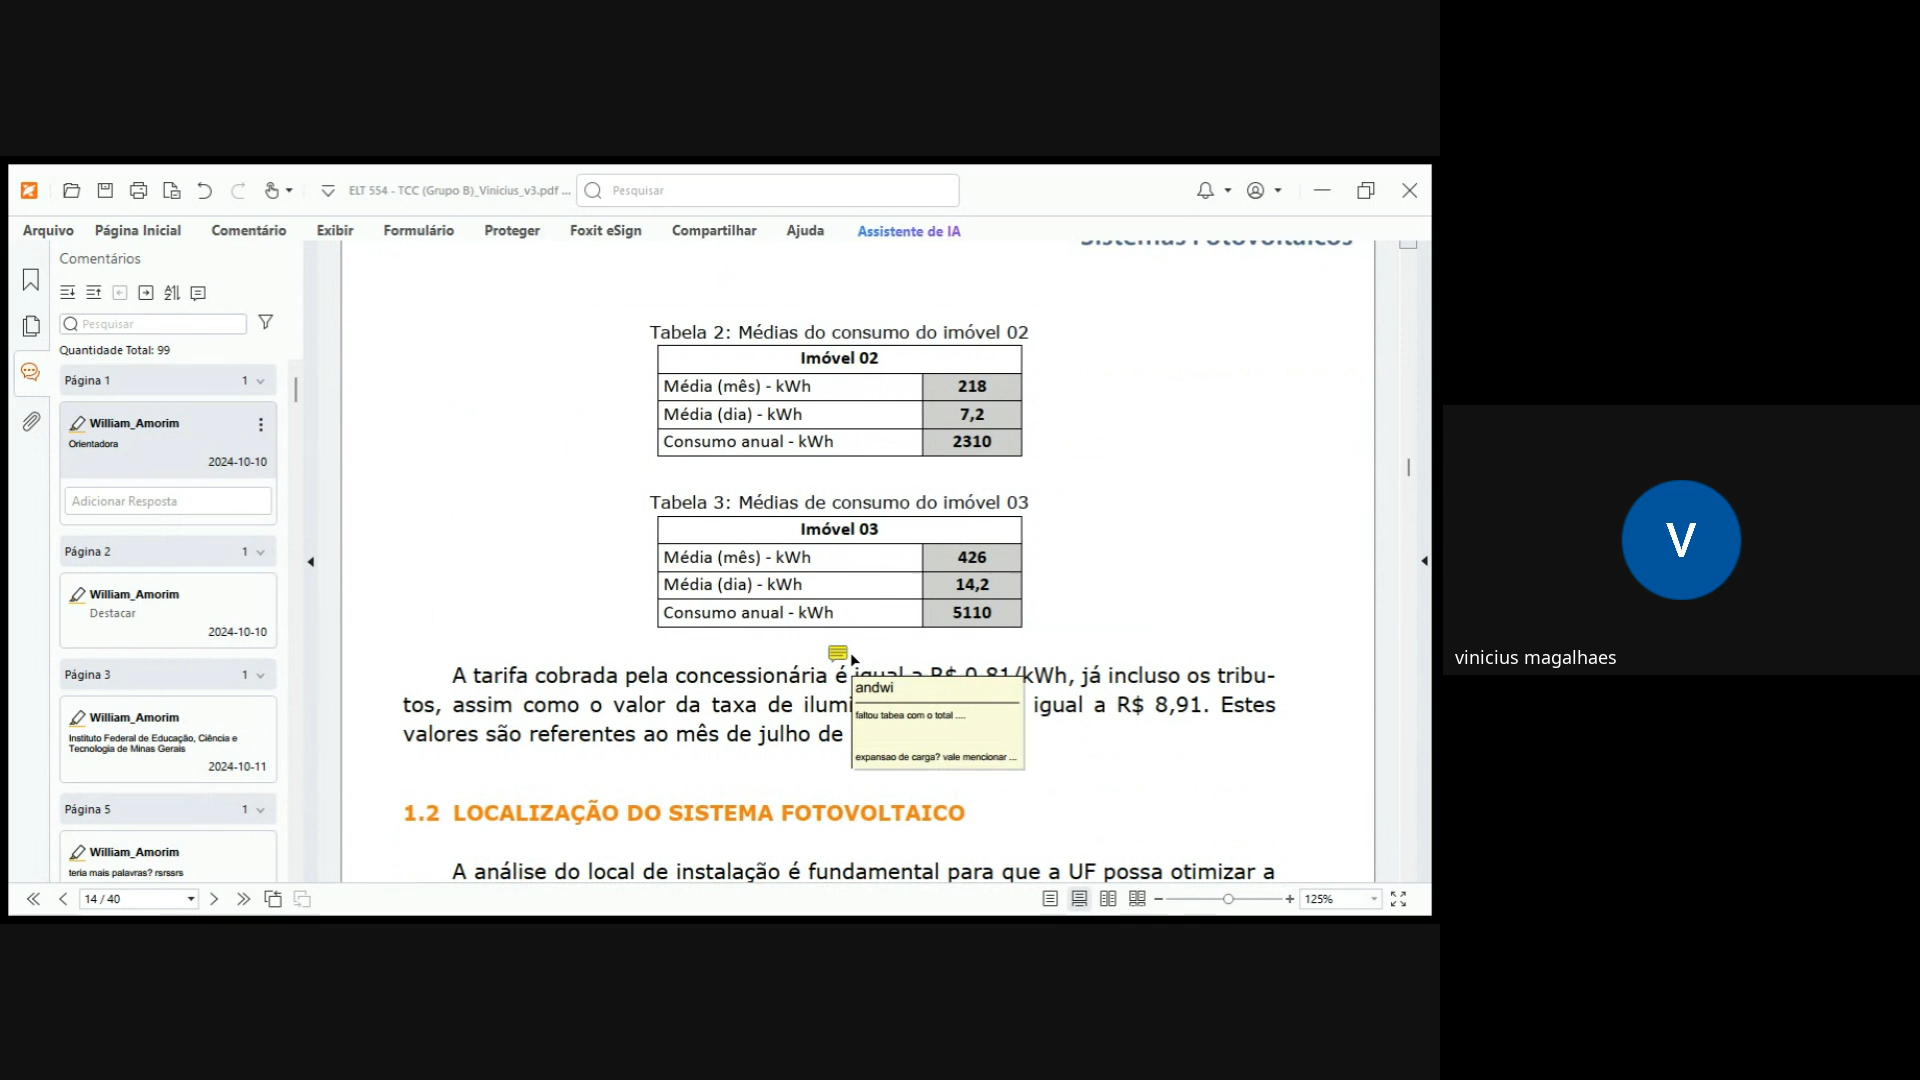 ELT 554 - TCC (Grupo B)_Vinicius_v3.pdf ...
Pesquisar
Arquivo Página Inicial Comentário Exibir Formulário Proteger Foxit eSign Compartilhar Ajuda Assistente de IA
Comentários
Pesquisar
Quantidade Total: 99
Página 1 1
William_Amorim
Orientadora
2024-10-10
Adicionar Resposta
Página 2 1
William_Amorim
Destacar
2024-10-10
Página 3 1
William_Amorim
Instituto Federal de Educação, Ciência e
Tecnologia de Minas Gerais
2024-10-11
Página 5 1
William_Amorim
teria mais palavras? rsrssrs
Sistemas Fotovoltaicos
Tabela 2: Médias do consumo do imóvel 02
Imóvel 02
Média (mês) - kWh 218
Média (dia) - kWh 7,2
Consumo anual - kWh 2310
Tabela 3: Médias de consumo do imóvel 03
Imóvel 03
Média (mês) - kWh 426
Média (dia) - kWh 14,2
Consumo anual - kWh 5110
A tarifa cobrada pela concessionária é igual a R$ 0,81/kWh, já incluso os tribu-
tos, assim como o valor da taxa de ilumi igual a R$ 8,91. Estes
valores são referentes ao mês de julho de
andwi
faltou tabea com o total ....
expansao de carga? vale mencionar ...
1.2 LOCALIZAÇÃO DO SISTEMA FOTOVOLTAICO
A análise do local de instalação é fundamental para que a UF possa otimizar a
14 / 40
125%
V
vinicius magalhaes